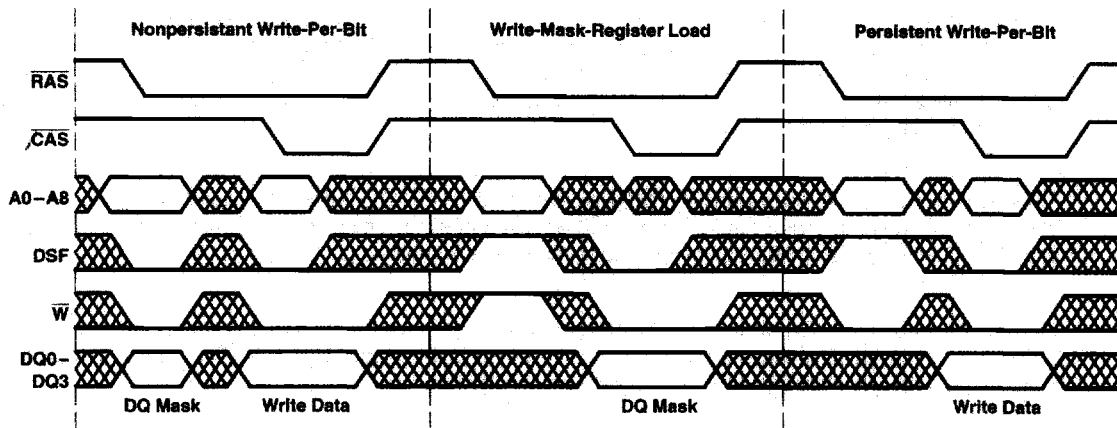 Nonpersistant Write-Per-Bit Write-Mask-Register Load Persistent Write-Per-Bit
RAS
CAS
A0–A8
DSF
W
DQ0–
DQ3
DQ Mask Write Data DQ Mask Write Data